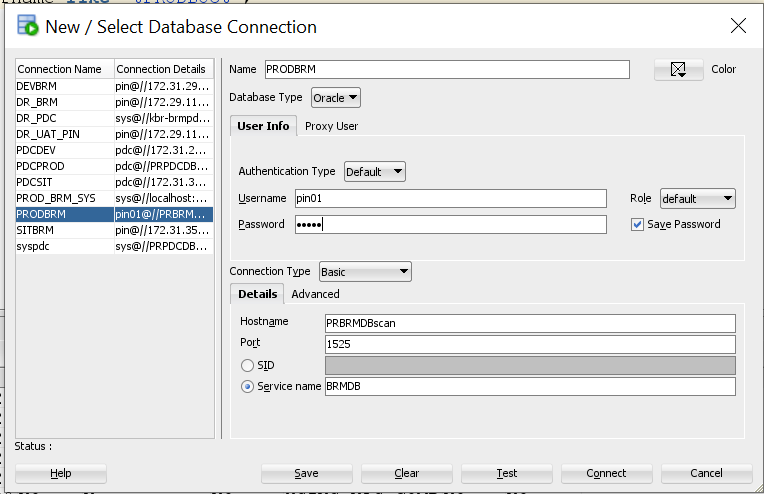 New / Select Database Connection
Connection Name Connection Details
DEVBRM pin@//172.31.29...
DR_BRM pin@//172.29.11...
DR_PDC sys@//kbr-brmpd...
DR_UAT_PIN pin@//172.29.11...
PDCDEV pdc@//172.31.2...
PDCPROD pdc@//PRPDCDB...
PDCSIT pdc@//172.31.3...
PROD_BRM_SYS sys@//localhost:...
PRODBRM pin01@//PRBRM...
SITBRM pin@//172.31.35...
syspdc sys@//PRPDCDB...
Status :
Name PRODBRM Color
Database Type Oracle
User Info Proxy User
Authentication Type Default
Username pin01 Role default
Password ••••• Save Password
Connection Type Basic
Details Advanced
Hostname PRBRMDBscan
Port 1525
SID
Service name BRMDB
Help Save Clear Test Connect Cancel